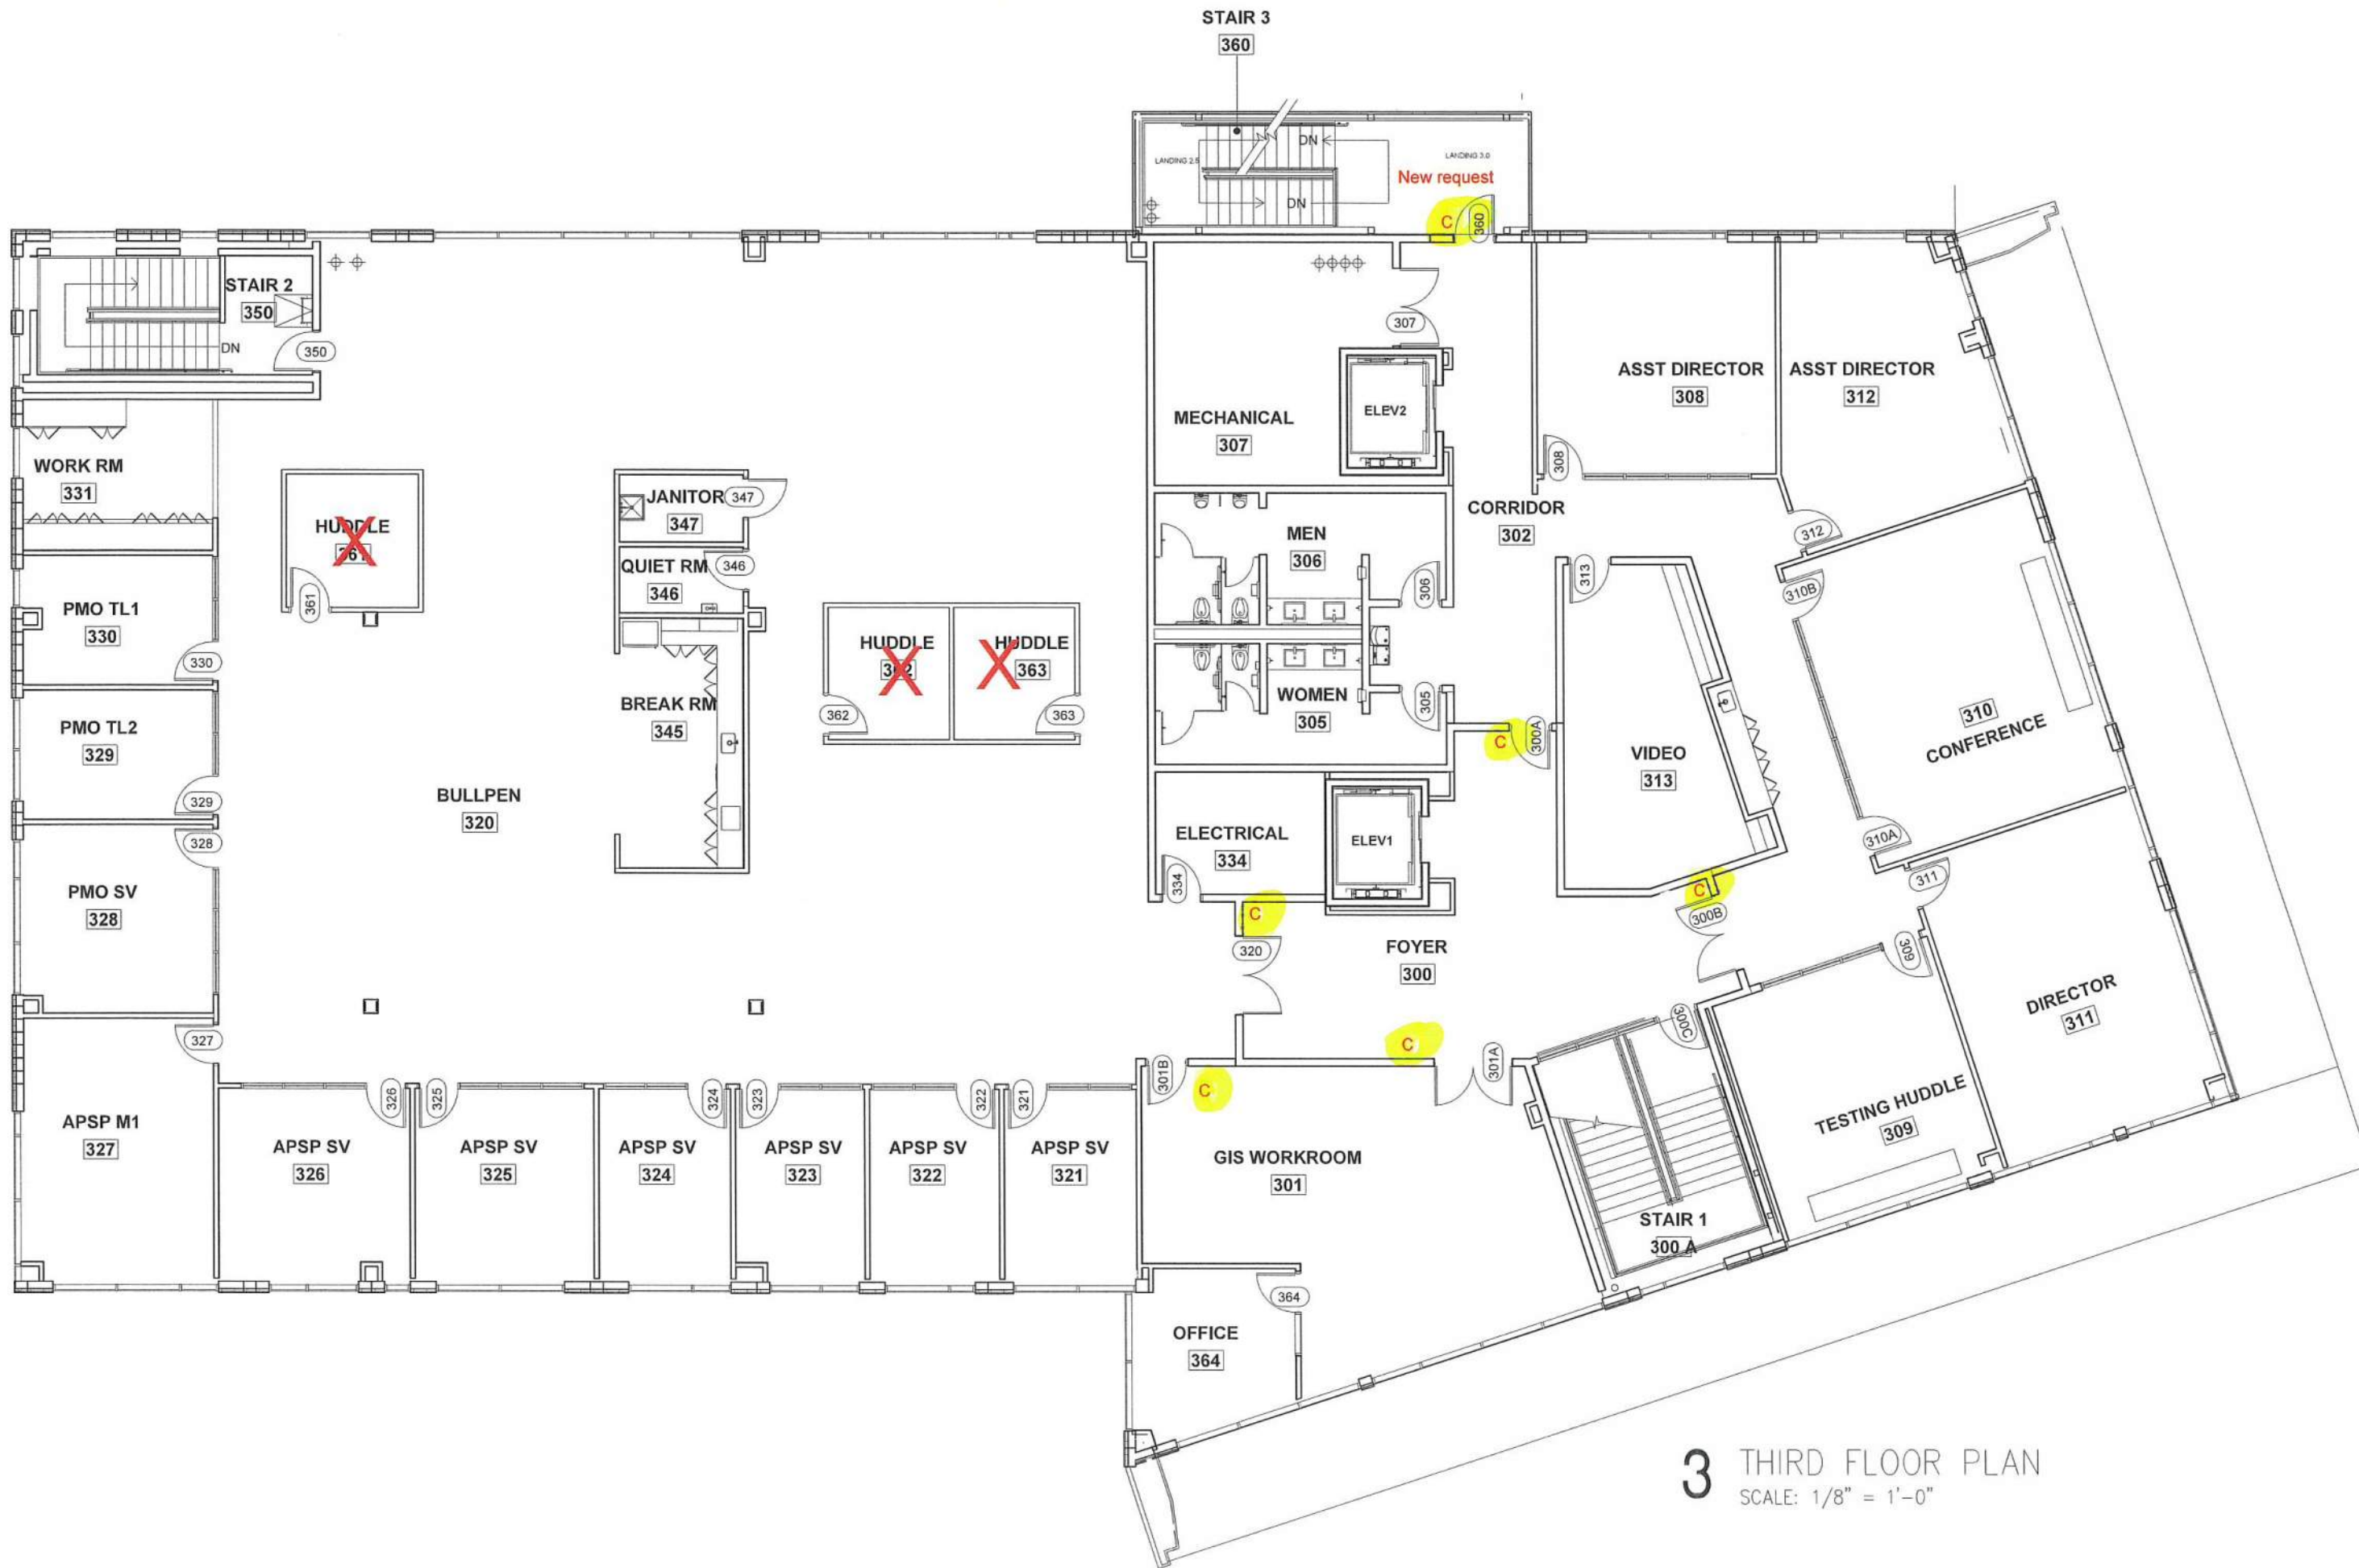 STAIR 3
360
LANDING 2.5
DN
LANDING 3.0
New request
DN
C
360
STAIR 2
350
DN
350
307
ASST DIRECTOR
308
ASST DIRECTOR
312
MECHANICAL
307
ELEV2
WORK RM
331
308
HUDDLE
361
JANITOR
347
347
CORRIDOR
302
MEN
306
312
QUIET RM
346
346
313
310B
306
PMO TL1
330
330
HUDDLE
362
HUDDLE
363
BREAK RM
345
362
363
WOMEN
305
305
310
CONFERENCE
PMO TL2
329
329
C
300A
VIDEO
313
BULLPEN
320
328
ELECTRICAL
334
ELEV1
310A
334
311
PMO SV
328
C
300B
C
320
FOYER
300
309
DIRECTOR
311
300C
327
C
301A
301B
C
326
325
324
323
322
321
TESTING HUDDLE
309
APSP M1
327
APSP SV
326
APSP SV
325
APSP SV
324
APSP SV
323
APSP SV
322
APSP SV
321
GIS WORKROOM
301
STAIR 1
300 A
364
OFFICE
364
3 THIRD FLOOR PLAN
SCALE: 1/8" = 1'-0"